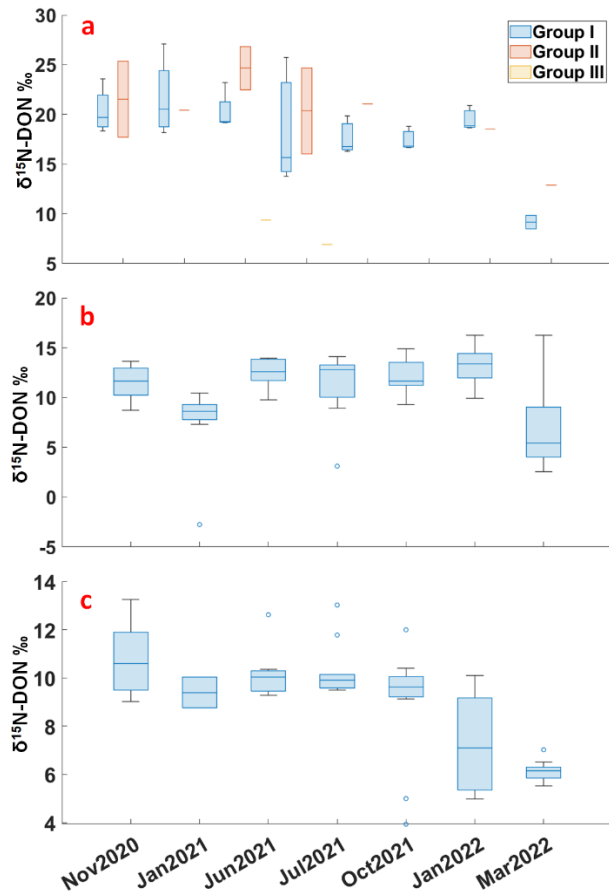 a
Group I
Group II
Group III
30
25
20
15
10
5
δ¹⁵N-DON ‰
b
20
15
10
5
0
-5
δ¹⁵N-DON ‰
c
14
12
10
8
6
4
δ¹⁵N-DON ‰
Nov2020 Jan2021 Jun2021 Jul2021 Oct2021 Jan2022 Mar2022